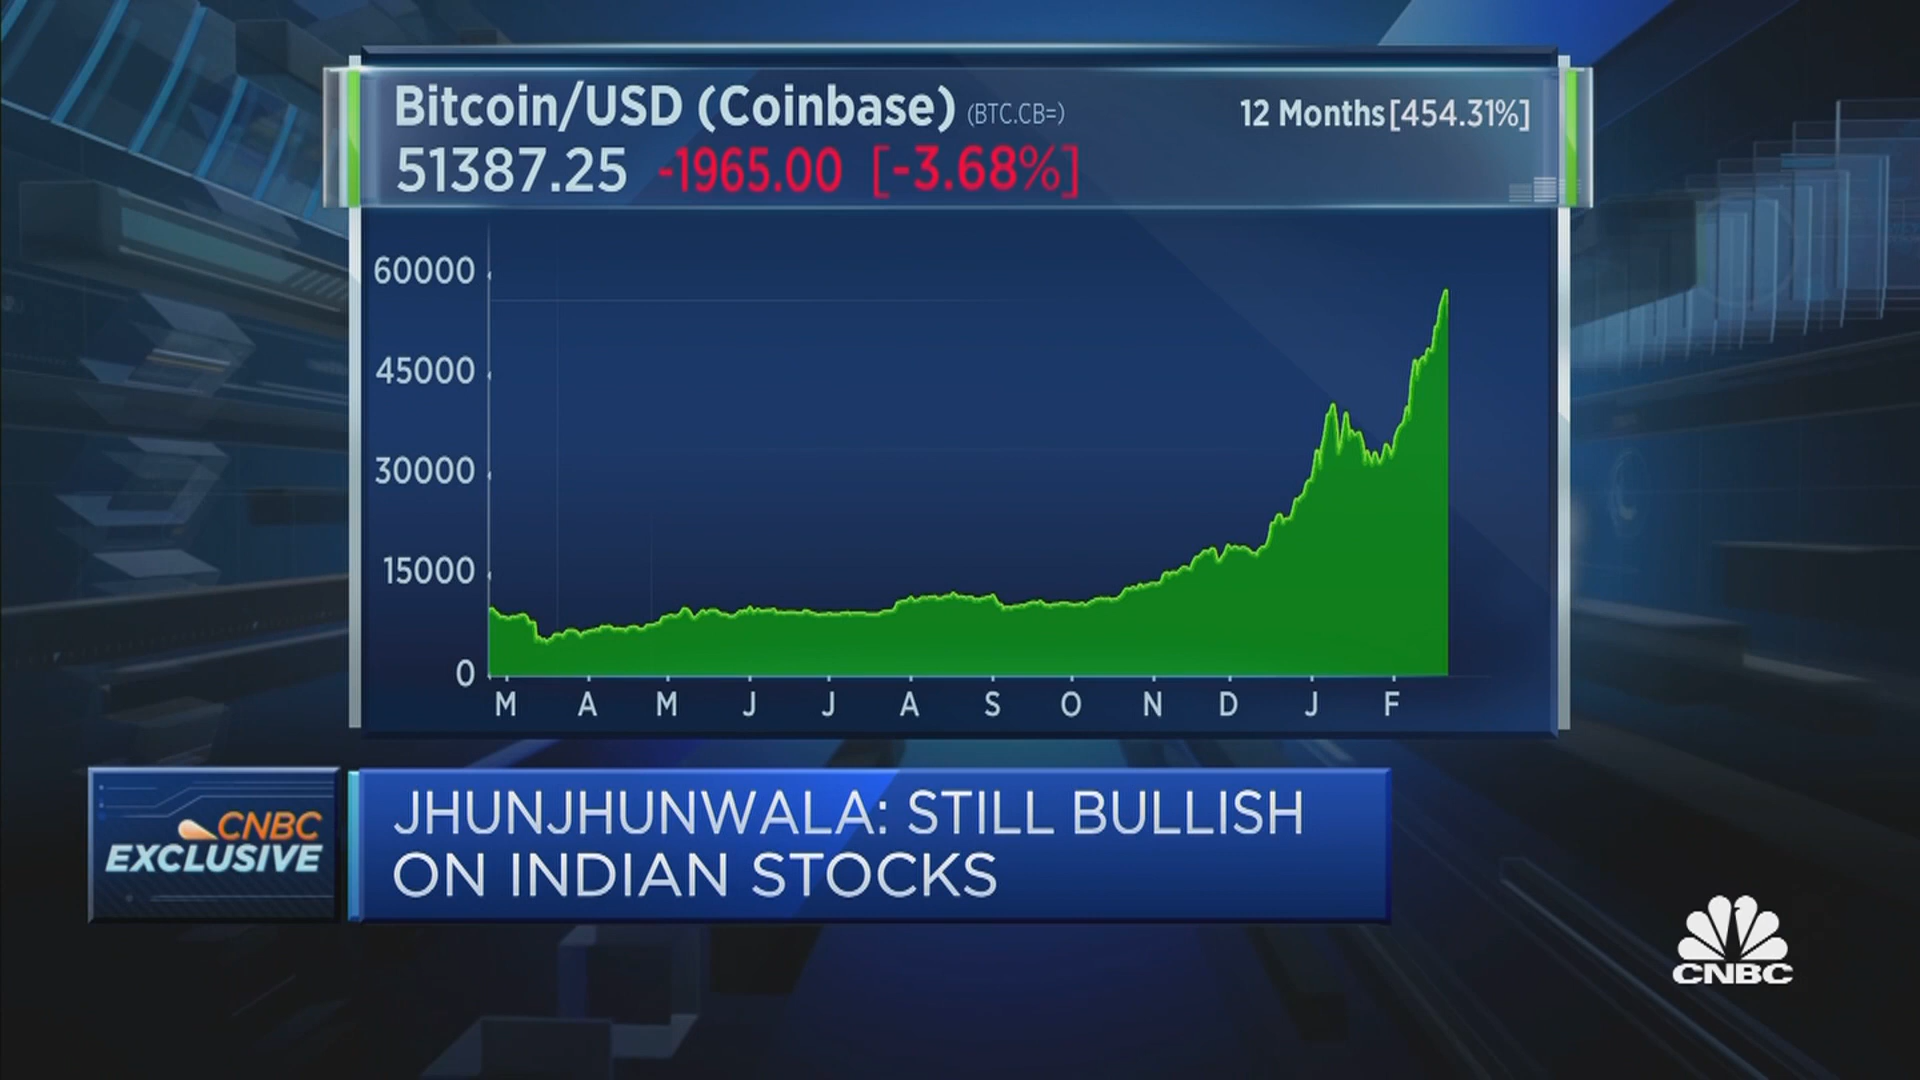 Bitcoin/USD (Coinbase) (BTC.CB=) 12 Months[454.31%]
51387.25 -1965.00 [-3.68%]
60000
45000
30000
15000
0
M A M J J A S O N D J F
CNBC
EXCLUSIVE
JHUNJHUNWALA: STILL BULLISH
ON INDIAN STOCKS
CNBC